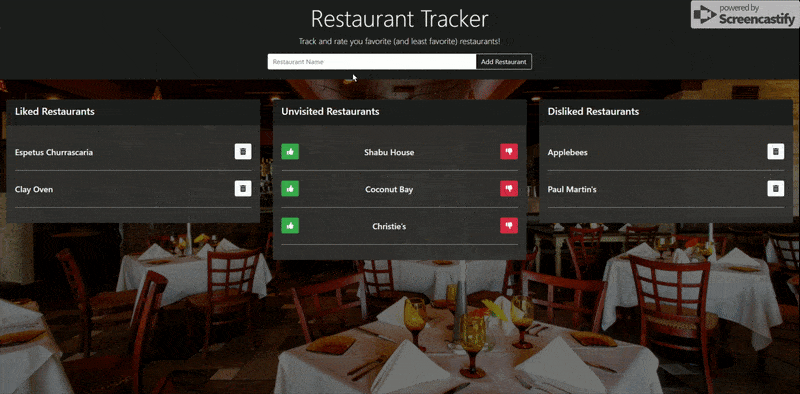 Restaurant Tracker
powered by
Screencastify
Track and rate you favorite (and least favorite) restaurants!
Restaurant Name
Add Restaurant
Liked Restaurants
Unvisited Restaurants
Disliked Restaurants
Espetus Churrascaria
Shabu House
Applebees
Clay Oven
Coconut Bay
Paul Martin's
Christie's